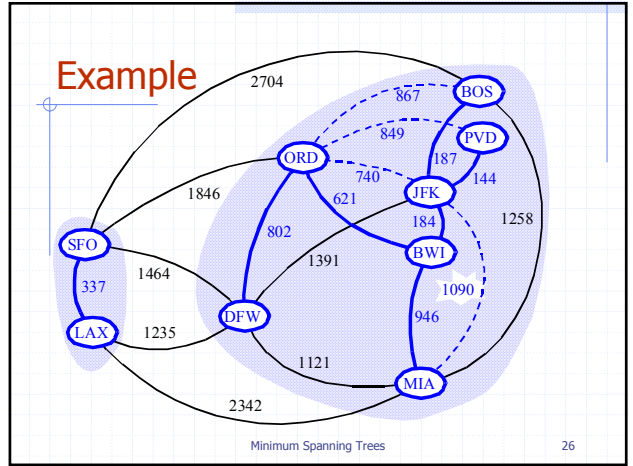 Example
2704
BOS
867
PVD
849
ORD
187
740
144
1846
JFK
621
184
1258
802
SFO
BWI
1464
1391
1090
337
946
DFW
LAX
1235
1121
MIA
2342
Minimum Spanning Trees
26